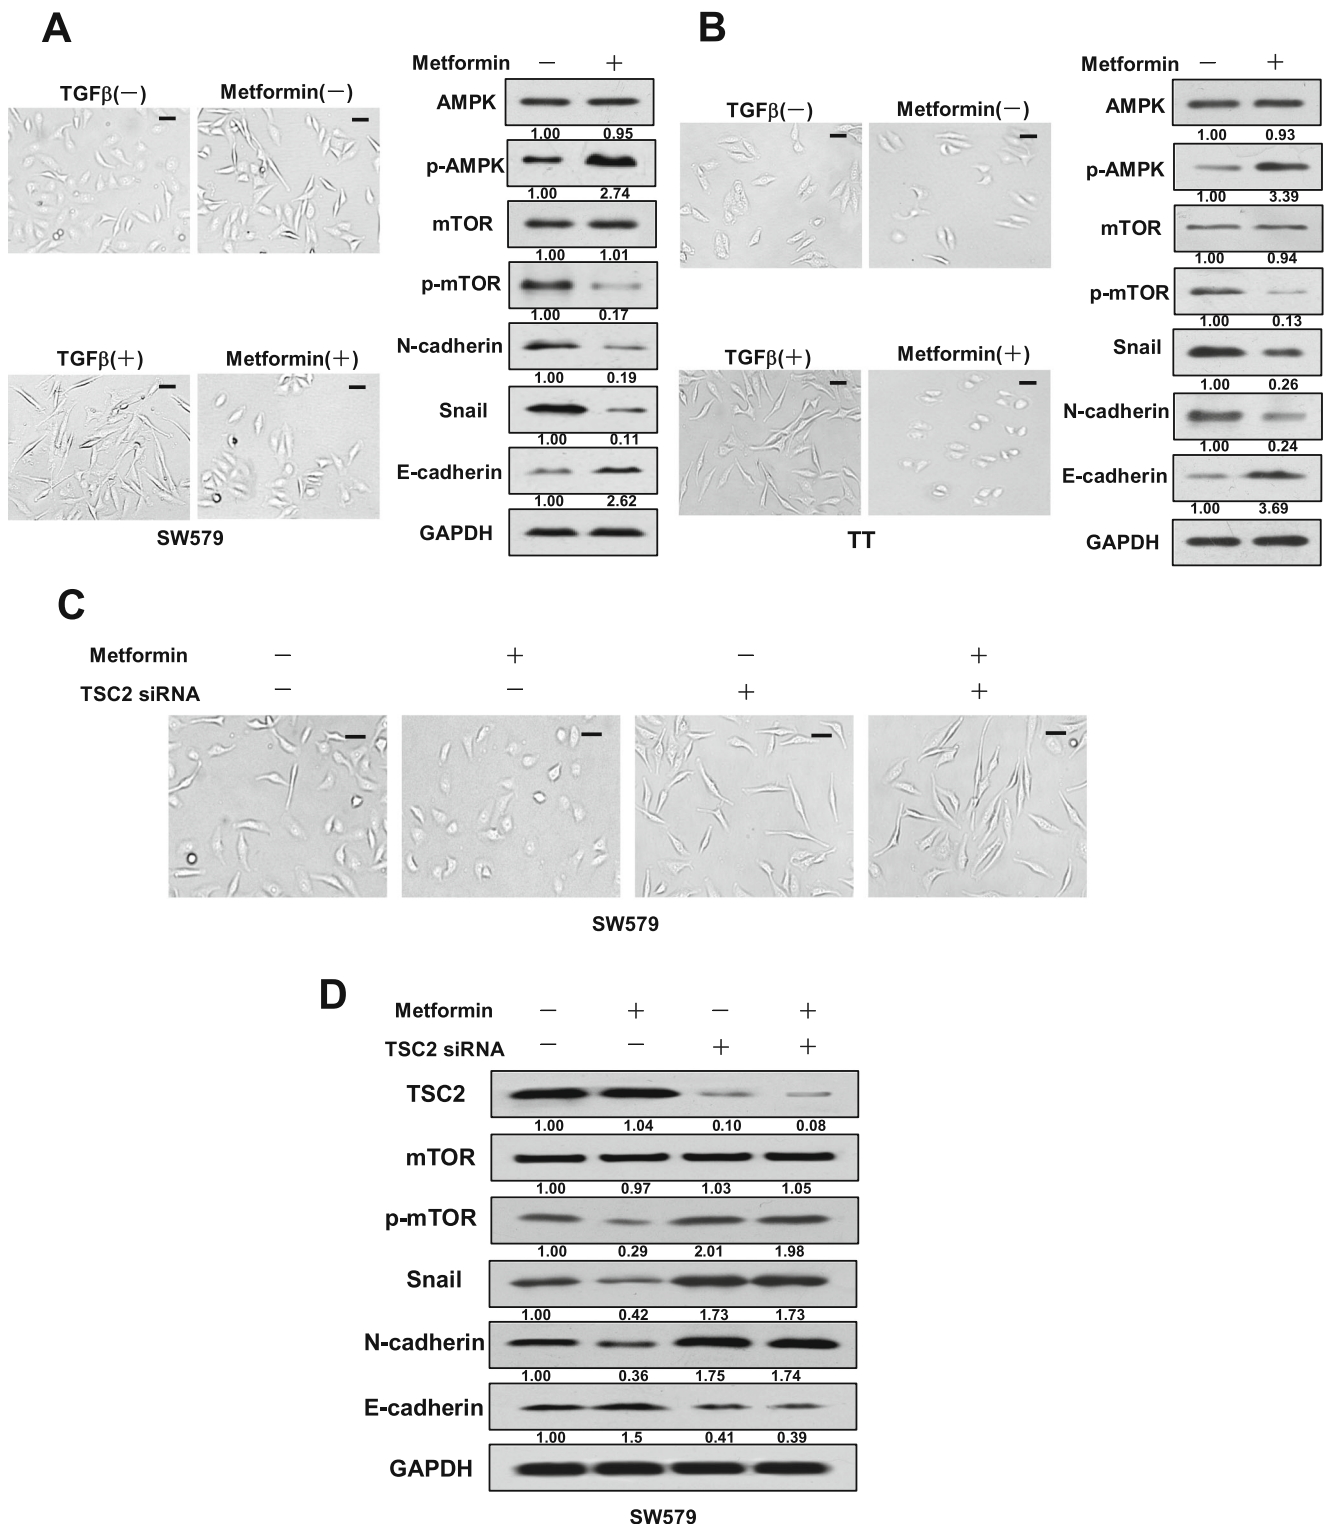 A
TGFβ(−)
Metformin(−)
TGFβ(+)
Metformin(+)
SW579
Metformin − +
AMPK
1.00 0.95
p-AMPK
1.00 2.74
mTOR
1.00 1.01
p-mTOR
1.00 0.17
N-cadherin
1.00 0.19
Snail
1.00 0.11
E-cadherin
1.00 2.62
GAPDH
B
TGFβ(−)
Metformin(−)
TGFβ(+)
Metformin(+)
TT
Metformin − +
AMPK
1.00 0.93
p-AMPK
1.00 3.39
mTOR
1.00 0.94
p-mTOR
1.00 0.13
Snail
1.00 0.26
N-cadherin
1.00 0.24
E-cadherin
1.00 3.69
GAPDH
C
Metformin − + − +
TSC2 siRNA − − + +
SW579
D
Metformin − + − +
TSC2 siRNA − − + +
TSC2
1.00 1.04 0.10 0.08
mTOR
1.00 0.97 1.03 1.05
p-mTOR
1.00 0.29 2.01 1.98
Snail
1.00 0.42 1.73 1.73
N-cadherin
1.00 0.36 1.75 1.74
E-cadherin
1.00 1.5 0.41 0.39
GAPDH
SW579